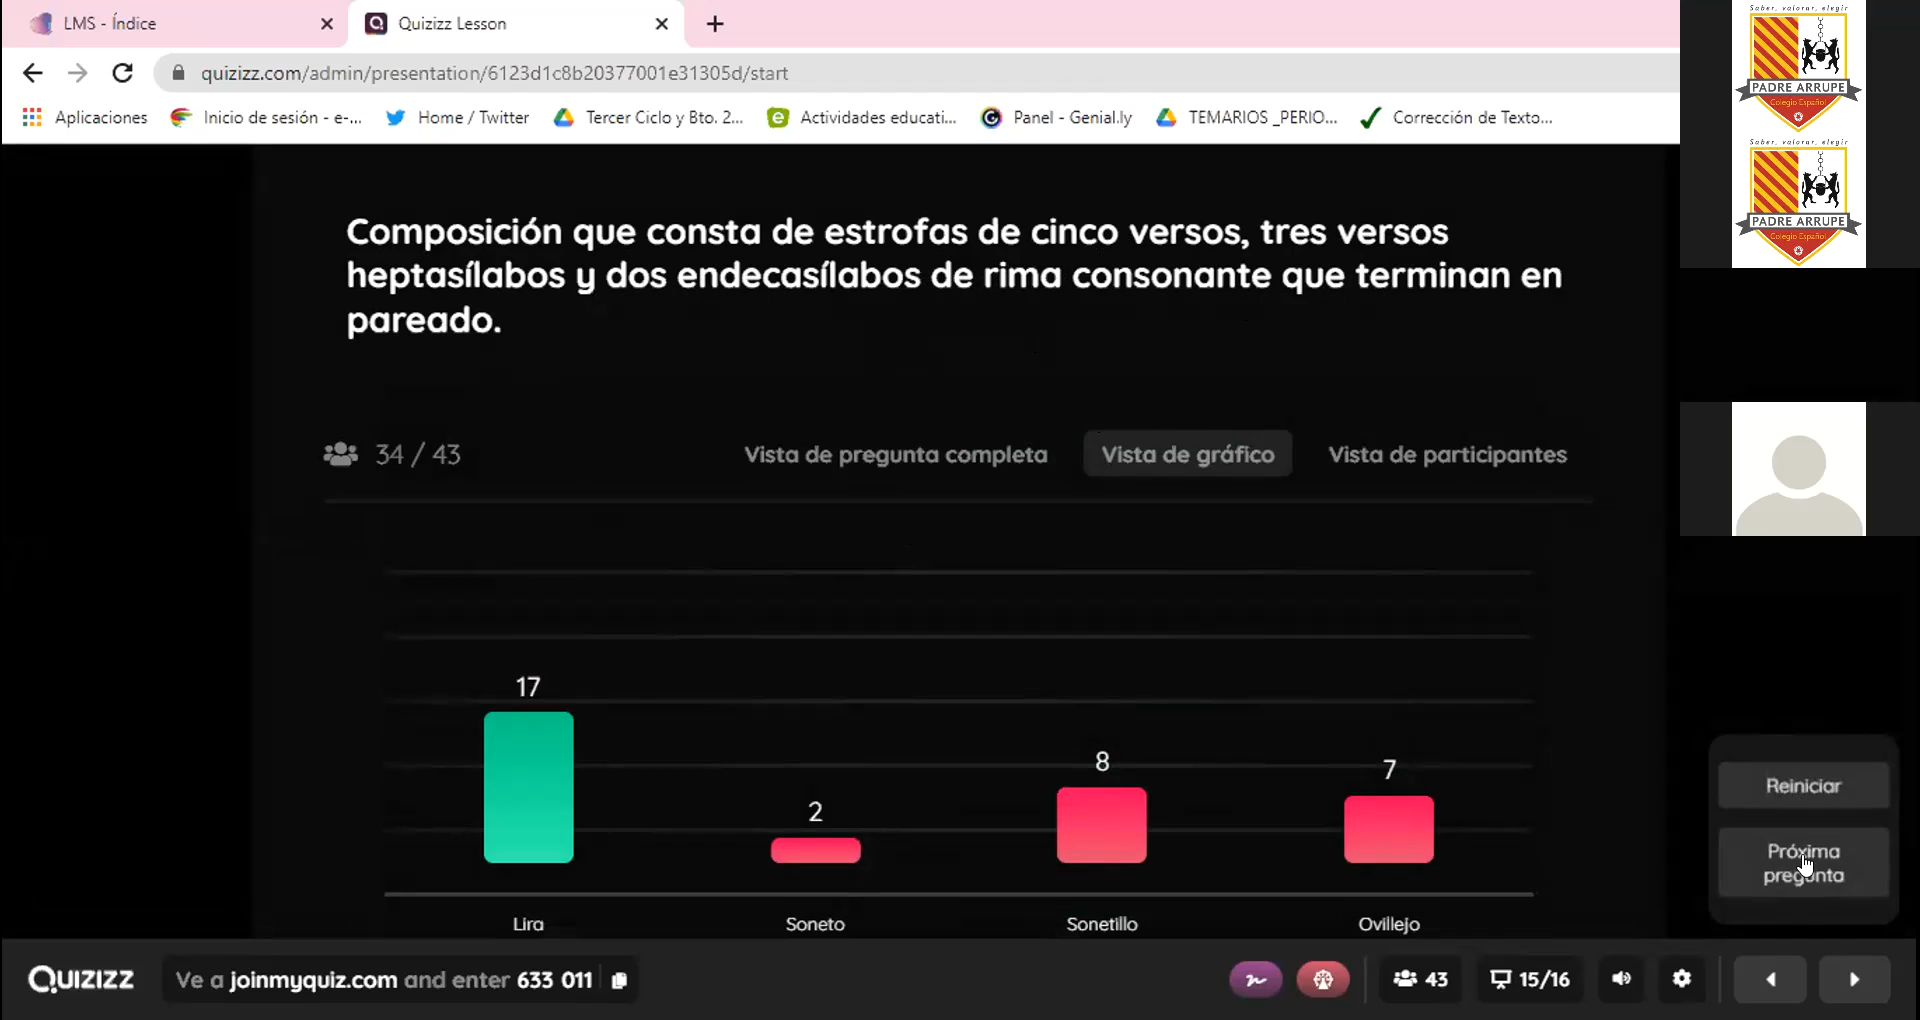 LMS - Índice
Quizizz Lesson
quizizz.com/admin/presentation/6123d1c8b20377001e31305d/start
Aplicaciones
Inicio de sesión - e-...
Home / Twitter
Tercer Ciclo y Bto. 2...
Actividades educati...
Panel - Genial.ly
TEMARIOS _PERIO...
Corrección de Texto...
Saber, valorar, elegir
PADRE ARRUPE
Colegio Español
Saber, valorar, elegir
PADRE ARRUPE
Colegio Español
Composición que consta de estrofas de cinco versos, tres versos
heptasílabos y dos endecasílabos de rima consonante que terminan en
pareado.
34 / 43
Vista de pregunta completa
Vista de gráfico
Vista de participantes
17
2
8
7
Lira
Soneto
Sonetillo
Ovillejo
Reiniciar
Próxima
pregunta
QUIZIZZ
Ve a joinmyquiz.com and enter 633 011
43
15/16